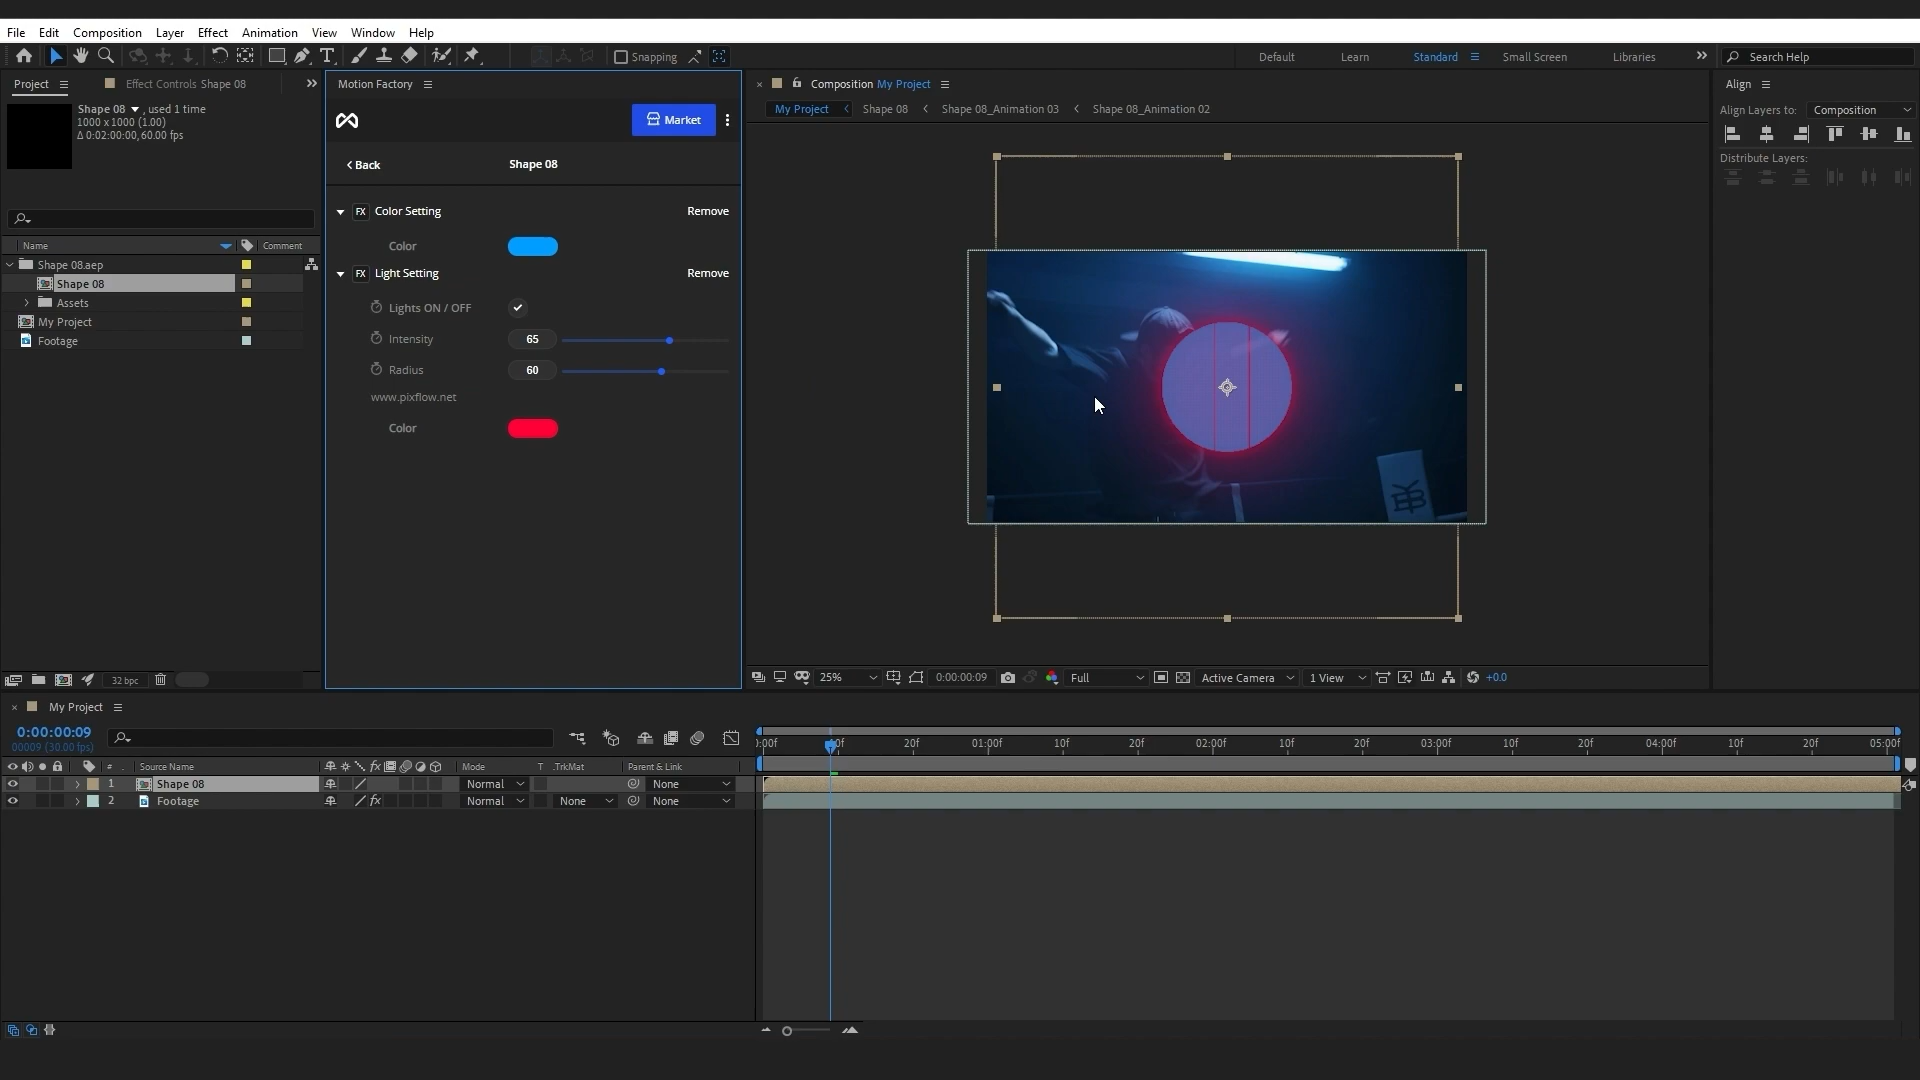 File Edit Composition Layer Effect Animation View Window Help
Snapping
Default Learn Standard Small Screen Libraries Search Help
Project Effect Controls Shape 08
Shape 08 , used 1 time
1000 x 1000 (1.00)
Δ 0:02:00:00, 60.00 fps
Name Comment
Shape 08.aep
Shape 08
Assets
My Project
Footage
32 bpc
Motion Factory
Market
Back Shape 08
FX Color Setting Remove
Color
FX Light Setting Remove
Lights ON / OFF
Intensity 65
Radius 60
www.pixflow.net
Color
Composition My Project
My Project Shape 08 Shape 08_Animation 03 Shape 08_Animation 02
25% 0:00:00:09 Full Active Camera 1 View +0.0
Align
Align Layers to: Composition
Distribute Layers:
My Project
0:00:00:09
00009 (30.00 fps)
# Source Name fx Mode T .TrkMat Parent & Link
1 Shape 08 Normal None
2 Footage fx Normal None None
):00f 20f 01:00f 10f 20f 02:00f 10f 20f 03:00f 10f 20f 04:00f 10f 20f 05:00f